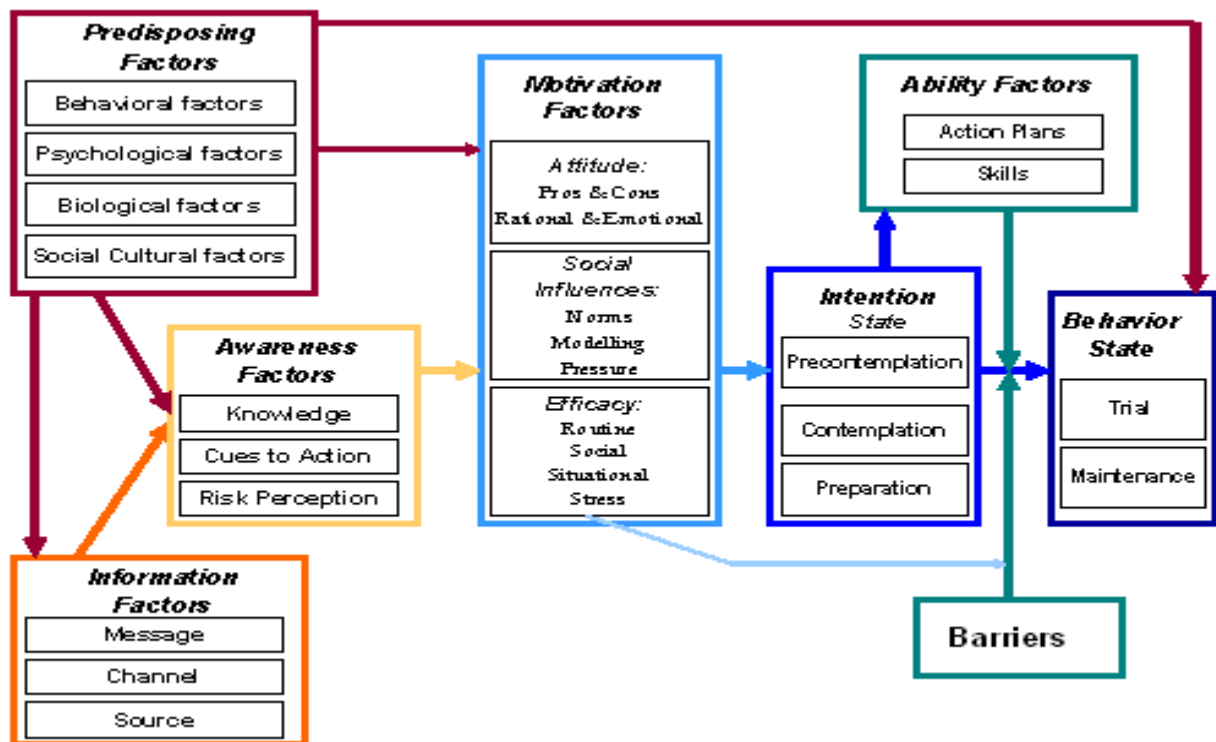 Predisposing
Factors
Behavioral factors
Psychological factors
Biological factors
Social Cultural factors
Information
Factors
Message
Channel
Source
Awareness
Factors
Knowledge
Cues to Action
Risk Perception
Motivation
Factors
Attitude:
Pros & Cons
Rational & Emotional
Social
Influences:
Norms
Modelling
Pressure
Efficacy:
Routine
Social
Situational
Stress
Intention
State
Precontemplation
Contemplation
Preparation
Ability Factors
Action Plans
Skills
Barriers
Behavior
State
Trial
Maintenance